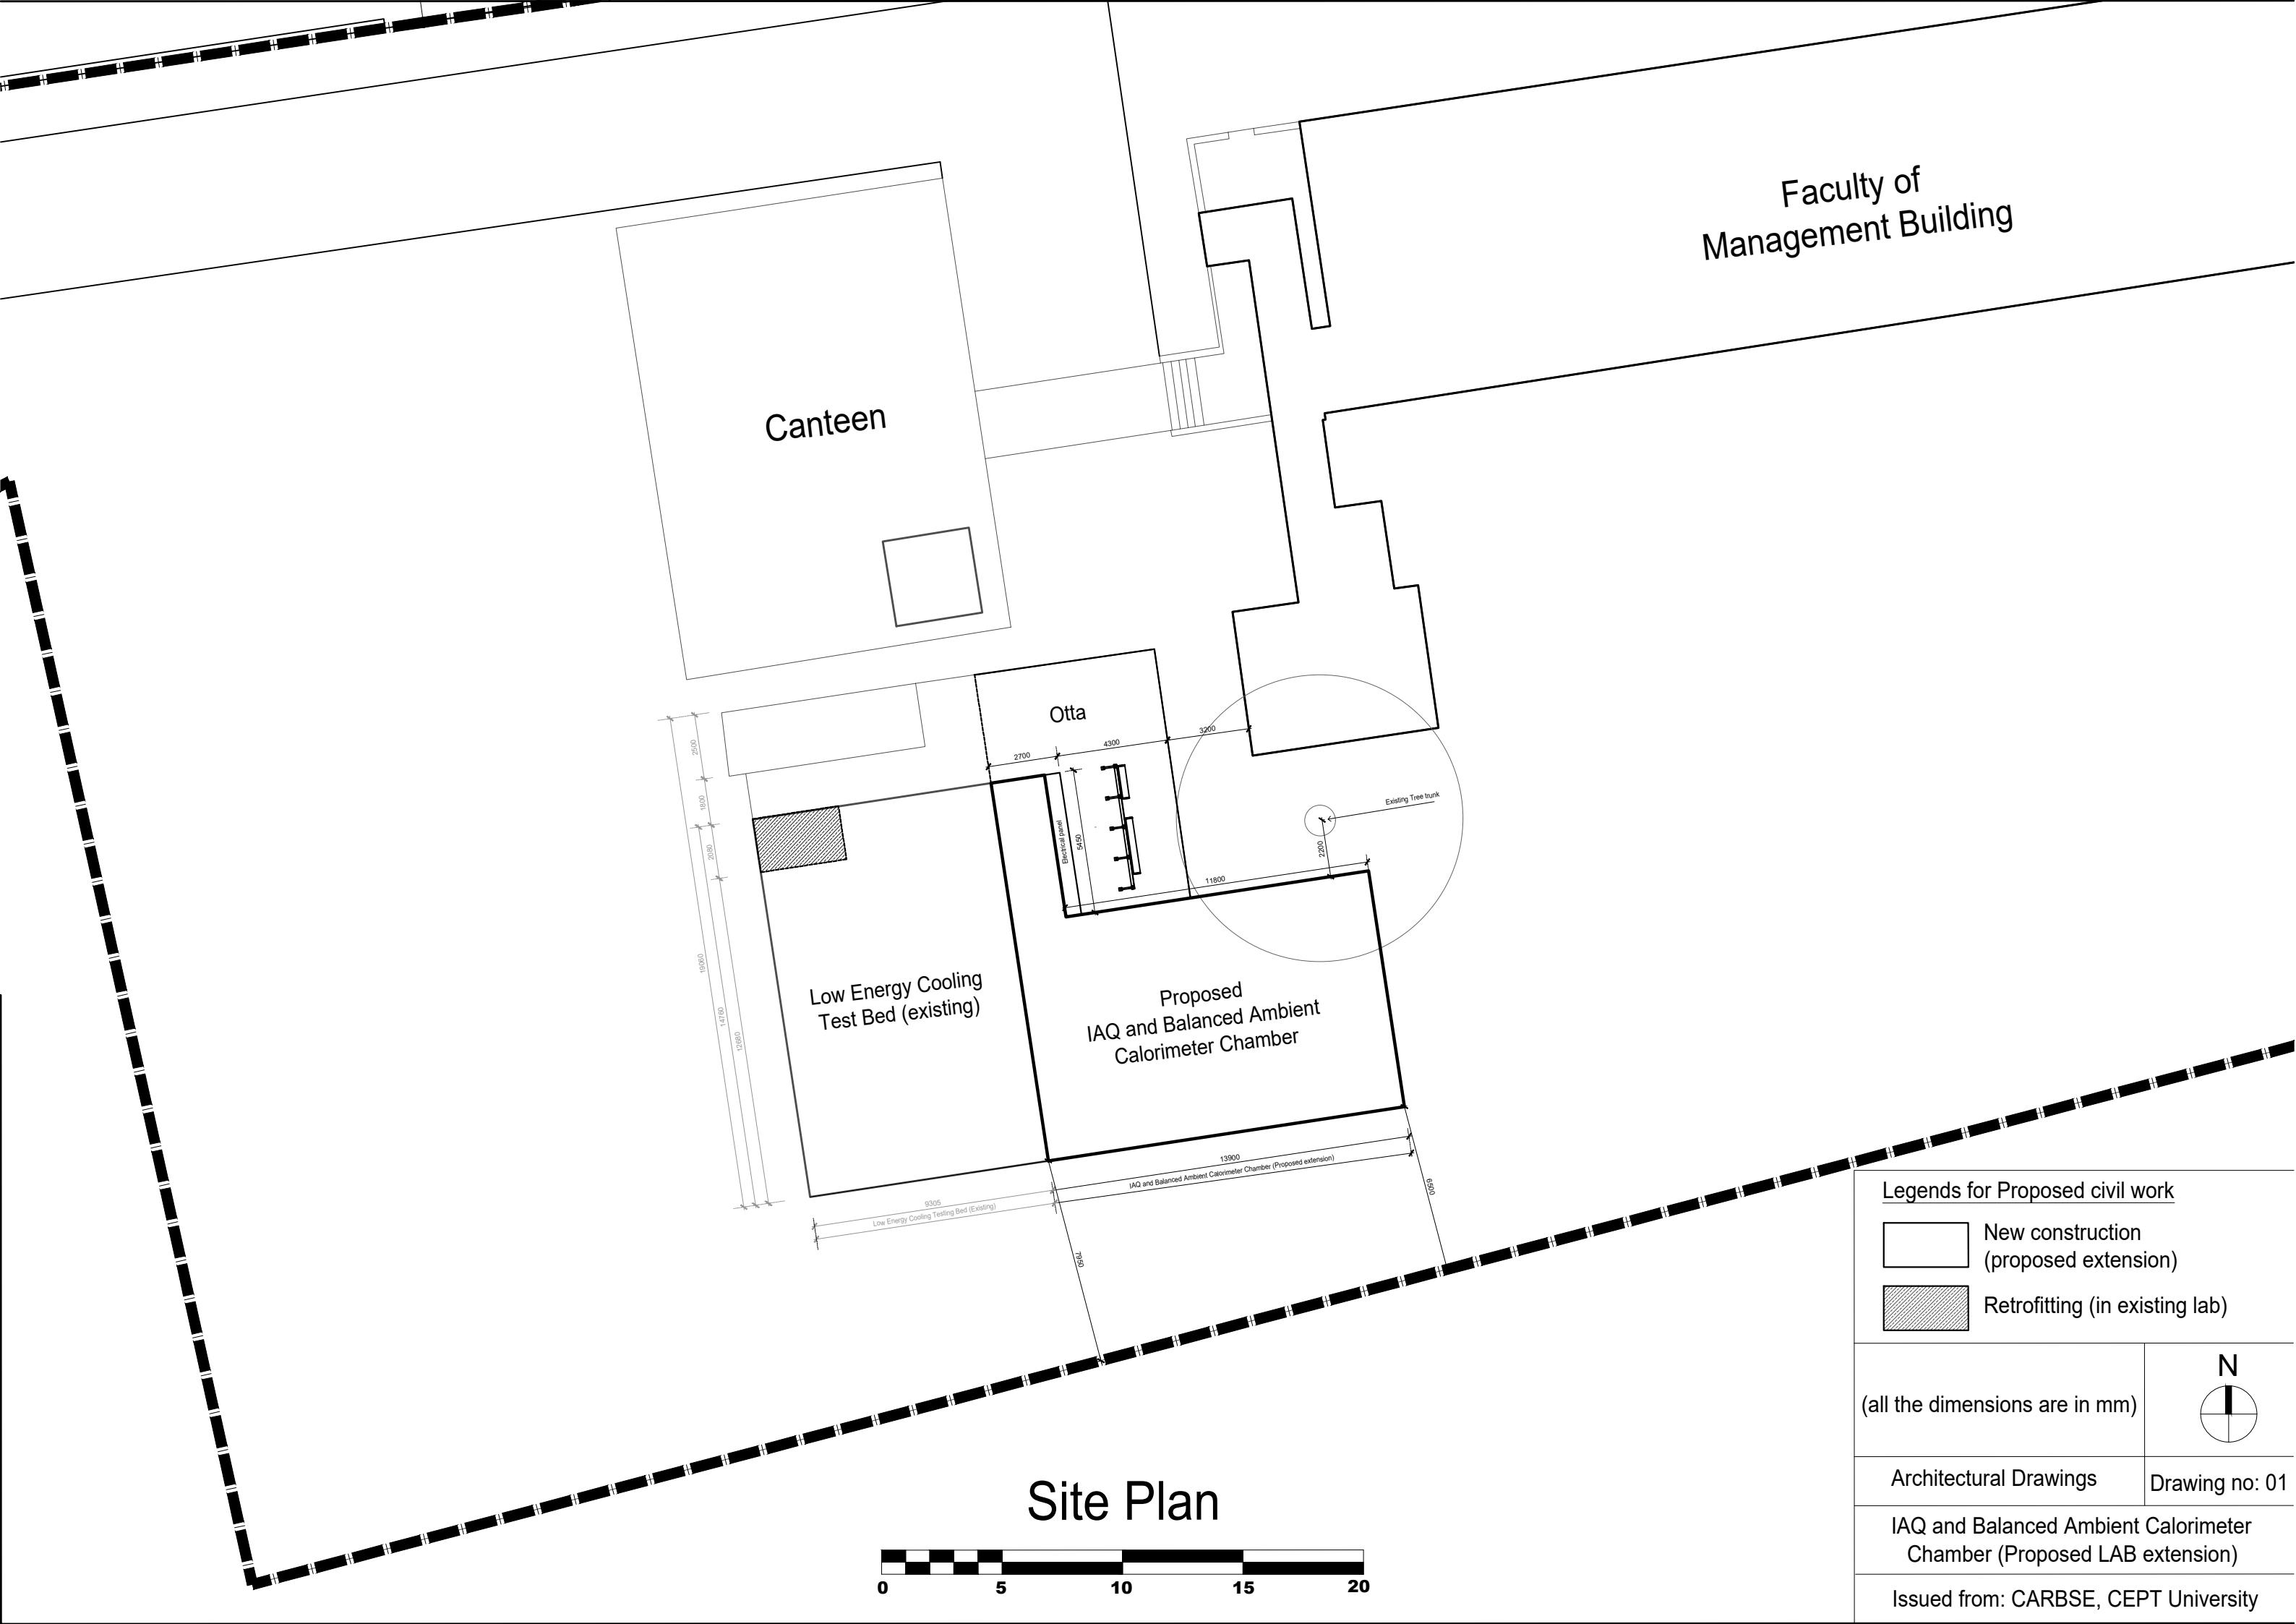 Faculty of
Management Building
Canteen
Otta
2700
4300
3200
2500
1800
2080
19060
14760
12680
Electrical panel
5450
Existing Tree trunk
2200
11800
Low Energy Cooling
Test Bed (existing)
Proposed
IAQ and Balanced Ambient
Calorimeter Chamber
13900
IAQ and Balanced Ambient Calorimeter Chamber (Proposed extension)
9305
Low Energy Cooling Testling Bed (Existing)
7950
6500
Legends for Proposed civil work
New construction
(proposed extension)
Retrofitting (in existing lab)
(all the dimensions are in mm)
N
Architectural Drawings
Drawing no: 01
IAQ and Balanced Ambient Calorimeter
Chamber (Proposed LAB extension)
Issued from: CARBSE, CEPT University
Site Plan
0 5 10 15 20